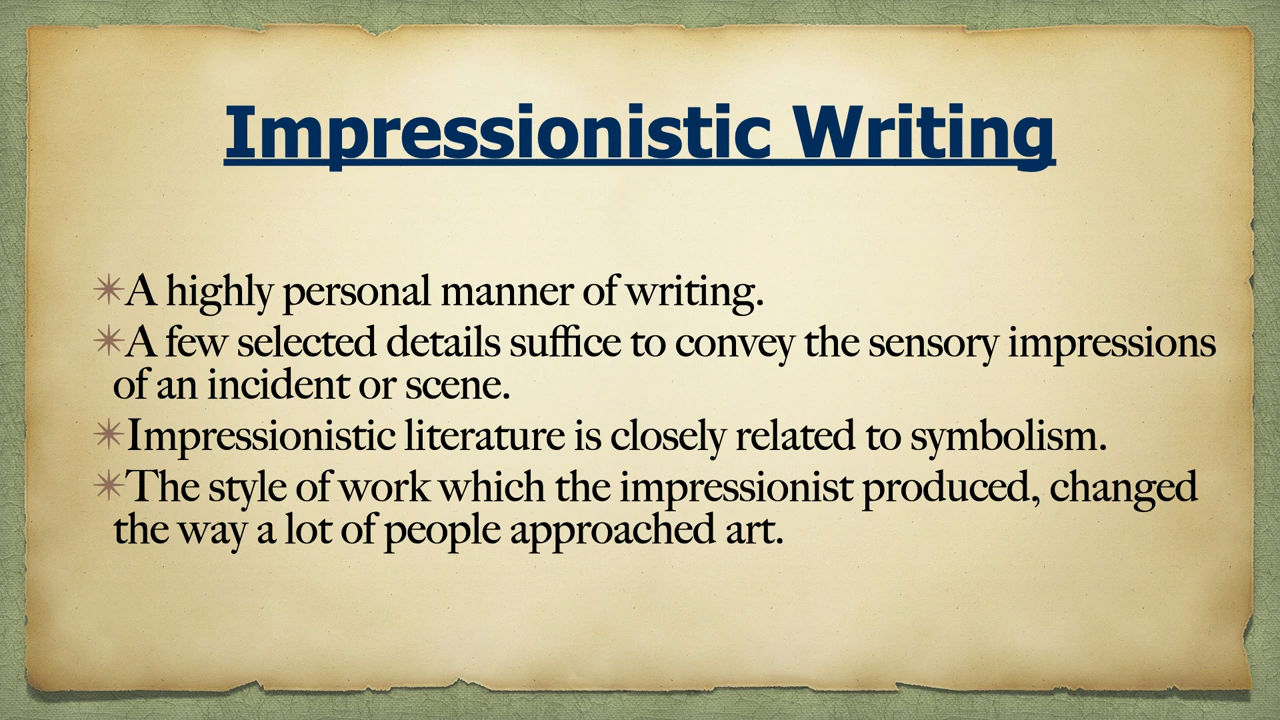 Impressionistic Writing
✴A highly personal manner of writing.
✴A few selected details suffice to convey the sensory impressions
of an incident or scene.
✴Impressionistic literature is closely related to symbolism.
✴The style of work which the impressionist produced, changed
the way a lot of people approached art.